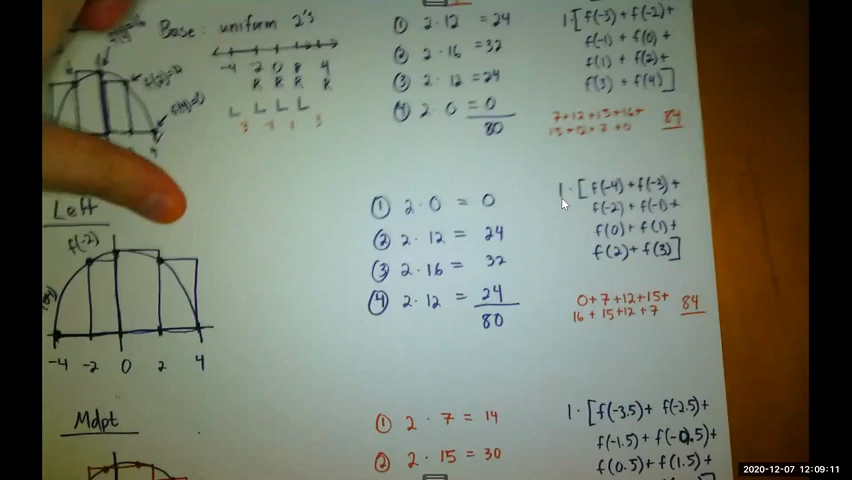 Base: uniform 2's
-4 2 0 8 4
R R R R
L L L L
3 1 1 3
f(2)=12
f(4)=0
① 2 · 12 = 24
② 2 · 16 = 32
③ 2 · 12 = 24
④ 2 · 0 = 0
80
1·[f(-3)+f(-2)+
f(-1)+f(0)+
f(1)+f(2)+
f(3)+f(4)]
7+12+15+16+
15+12+7+0 84
Left
f(-2)
-4 -2 0 2 4
① 2 · 0 = 0
② 2 · 12 = 24
③ 2 · 16 = 32
④ 2 · 12 = 24
80
1·[f(-4)+f(-3)+
f(-2)+f(-1)+
f(0)+f(1)+
f(2)+f(3)]
0+7+12+15+
16+15+12+7 84
Mdpt
① 2 · 7 = 14
② 2 · 15 = 30
1·[f(-3.5)+ f(-2.5)+
f(-1.5)+f(-0.5)+
f(0.5)+f(1.5)+
2020-12-07 12:09:11